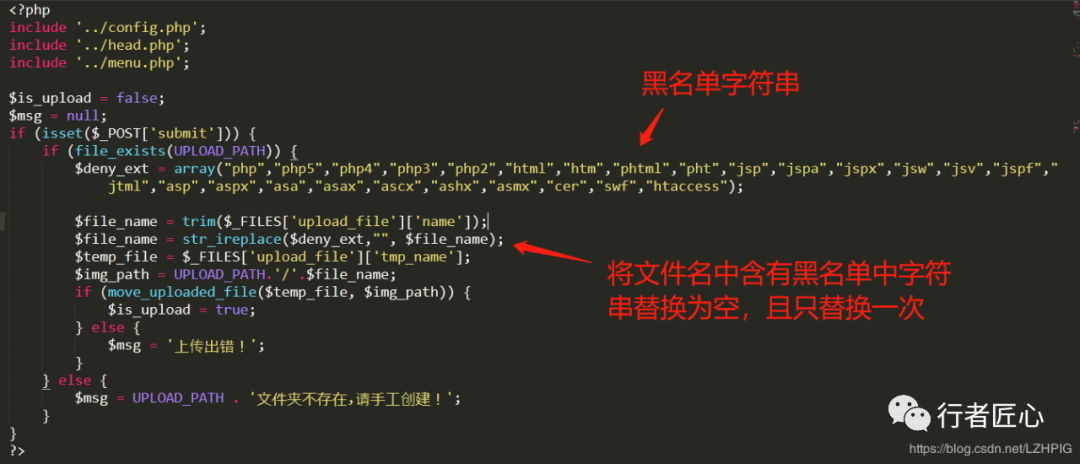 <?php
include '../config.php';
include '../head.php';
include '../menu.php';
$is_upload = false;
$msg = null;
if (isset($_POST['submit'])) {
if (file_exists(UPLOAD_PATH)) {
$deny_ext = array("php","php5","php4","php3","php2","html","htm","phtml","pht","jsp","jspa","jspx","jsw","jsv","jspf","
jtml","asp","aspx","asa","asax","ascx","ashx","asmx","cer","swf","htaccess");
$file_name = trim($_FILES['upload_file']['name']);
$file_name = str_ireplace($deny_ext,"", $file_name);
$temp_file = $_FILES['upload_file']['tmp_name'];
$img_path = UPLOAD_PATH.'/'.$file_name;
if (move_uploaded_file($temp_file, $img_path)) {
$is_upload = true;
} else {
$msg = '上传出错！';
}
} else {
$msg = UPLOAD_PATH . '文件夹不存在,请手工创建！';
}
}
?>
黑名单字符串
将文件名中含有黑名单中字符
串替换为空，且只替换一次
行者匠心
https://blog.csdn.net/LZHPIG